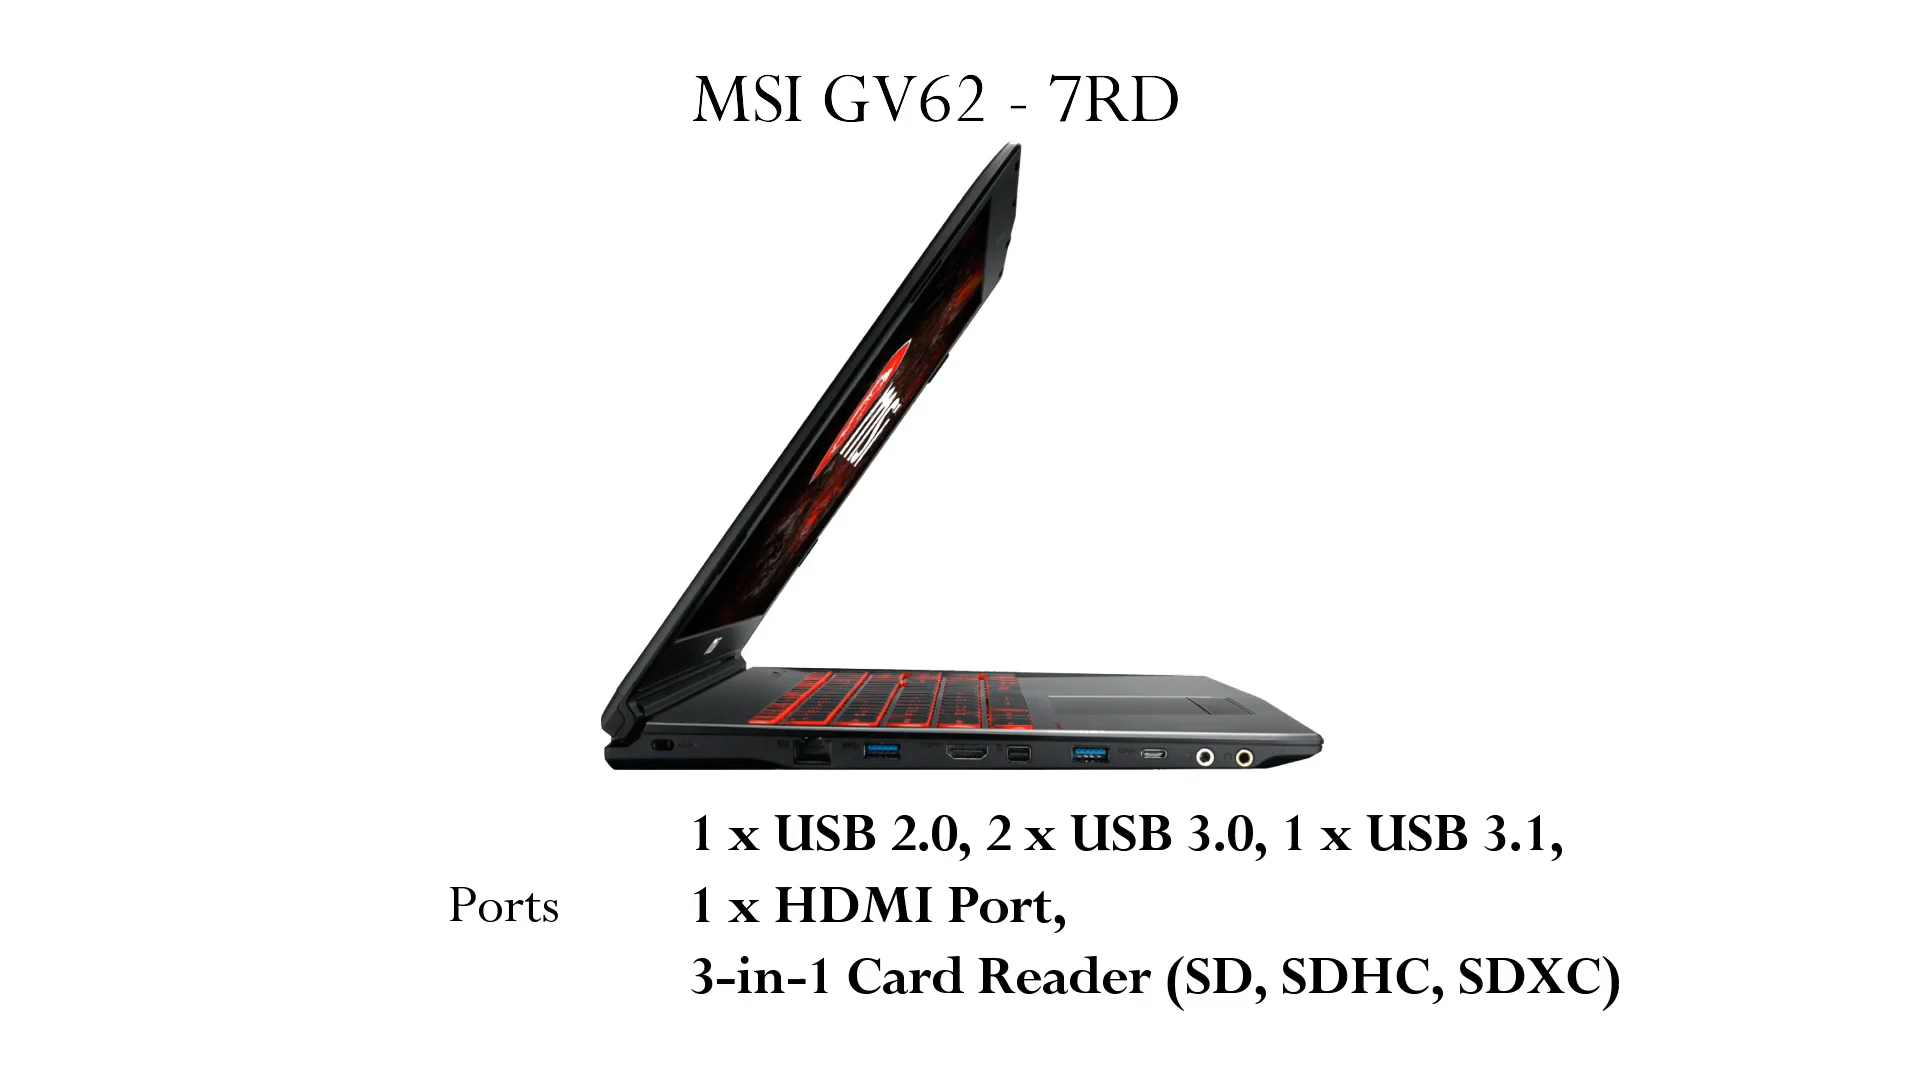 MSI GV62 - 7RD
1 x USB 2.0, 2 x USB 3.0, 1 x USB 3.1,
Ports 1 x HDMI Port,
3-in-1 Card Reader (SD, SDHC, SDXC)